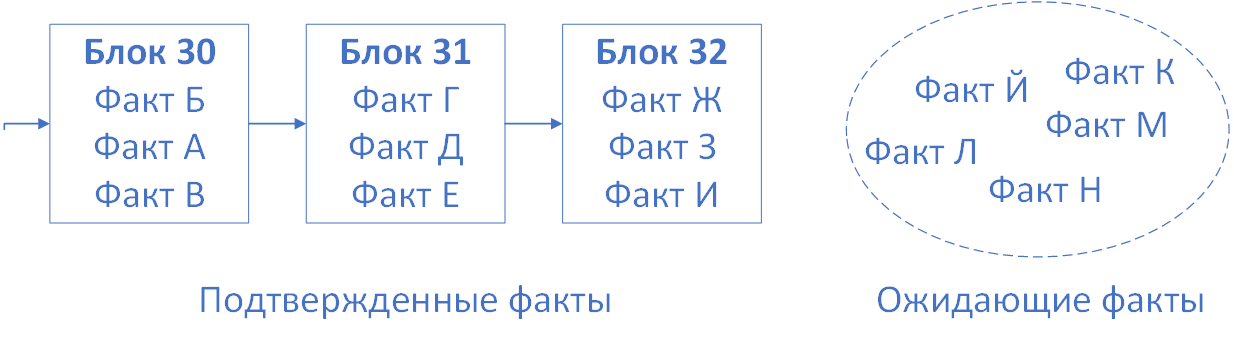 Блок 30
Факт Б
Факт А
Факт В
Блок 31
Факт Г
Факт Д
Факт Е
Блок 32
Факт Ж
Факт З
Факт И
Факт Й
Факт К
Факт М
Факт Л
Факт Н
Подтвержденные факты
Ожидающие факты